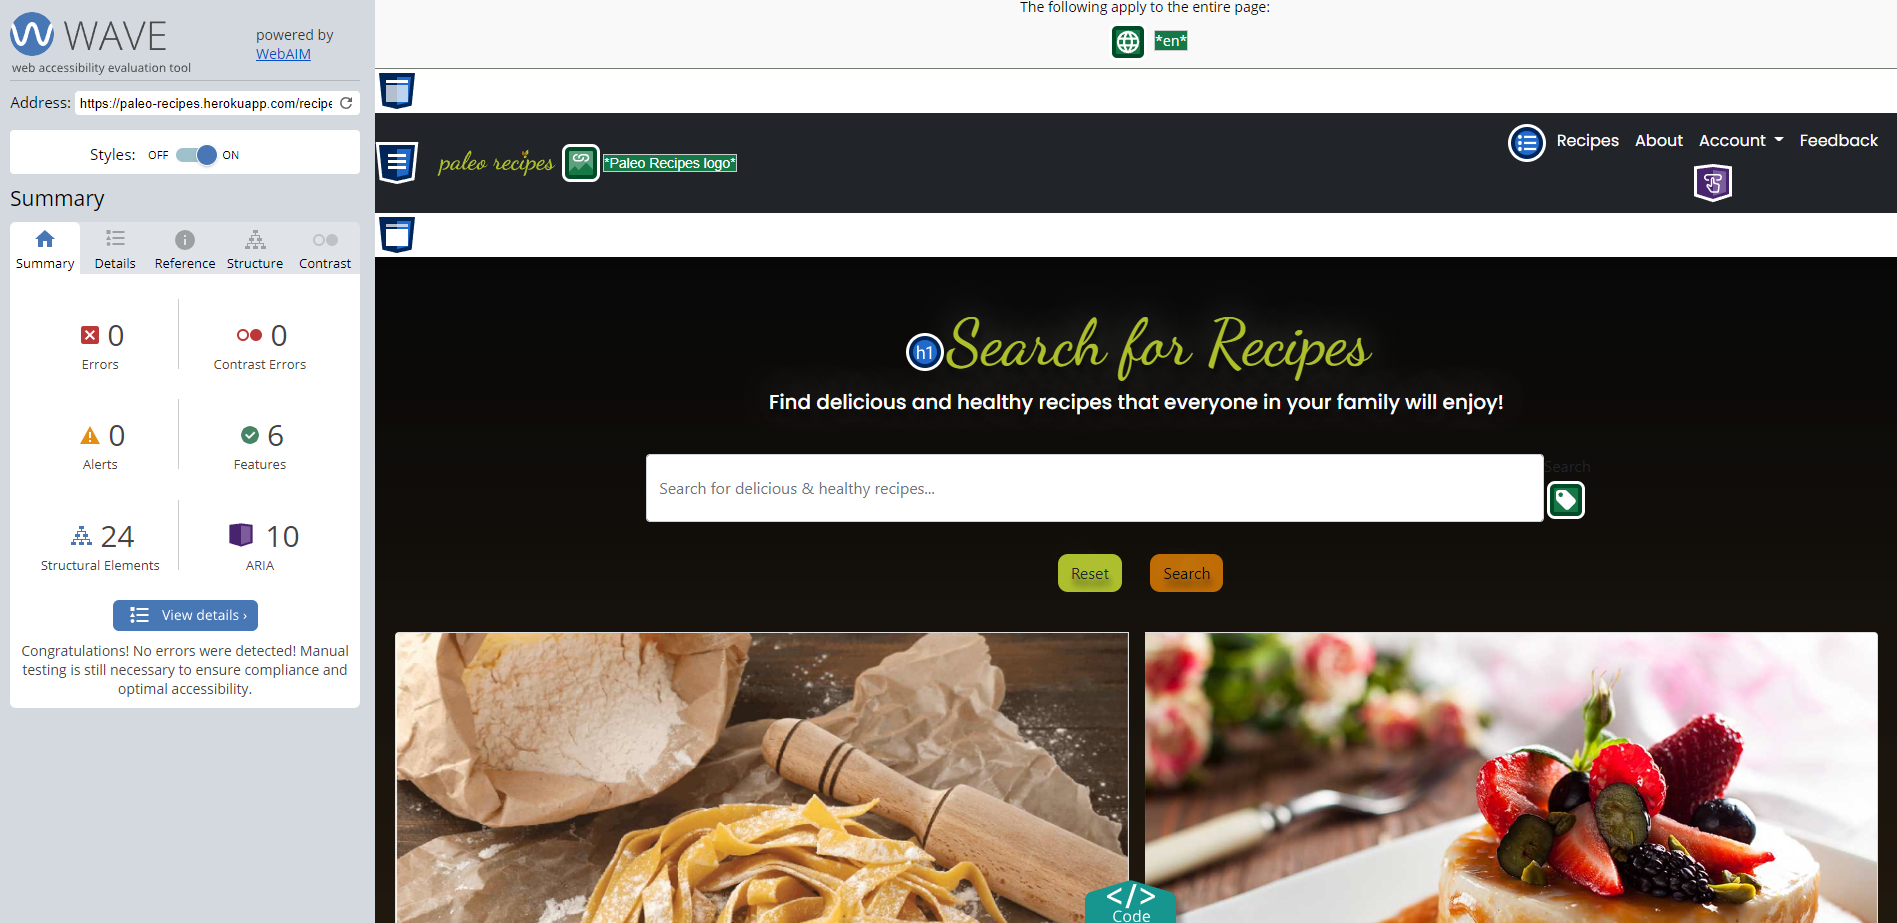 WAVE
powered by
WebAIM
web accessibility evaluation tool
Address: https://paleo-recipes.herokuapp.com/recipe
Styles: OFF ON
Summary
Summary Details Reference Structure Contrast
0
Errors
0
Contrast Errors
0
Alerts
6
Features
24
Structural Elements
10
ARIA
View details ›
Congratulations! No errors were detected! Manual
testing is still necessary to ensure compliance and
optimal accessibility.
The following apply to the entire page:
*en*
paleo recipes *Paleo Recipes logo*
Recipes About Account Feedback
h1 Search for Recipes
Find delicious and healthy recipes that everyone in your family will enjoy!
Search for delicious & healthy recipes...
Search
Reset Search
</>
Code